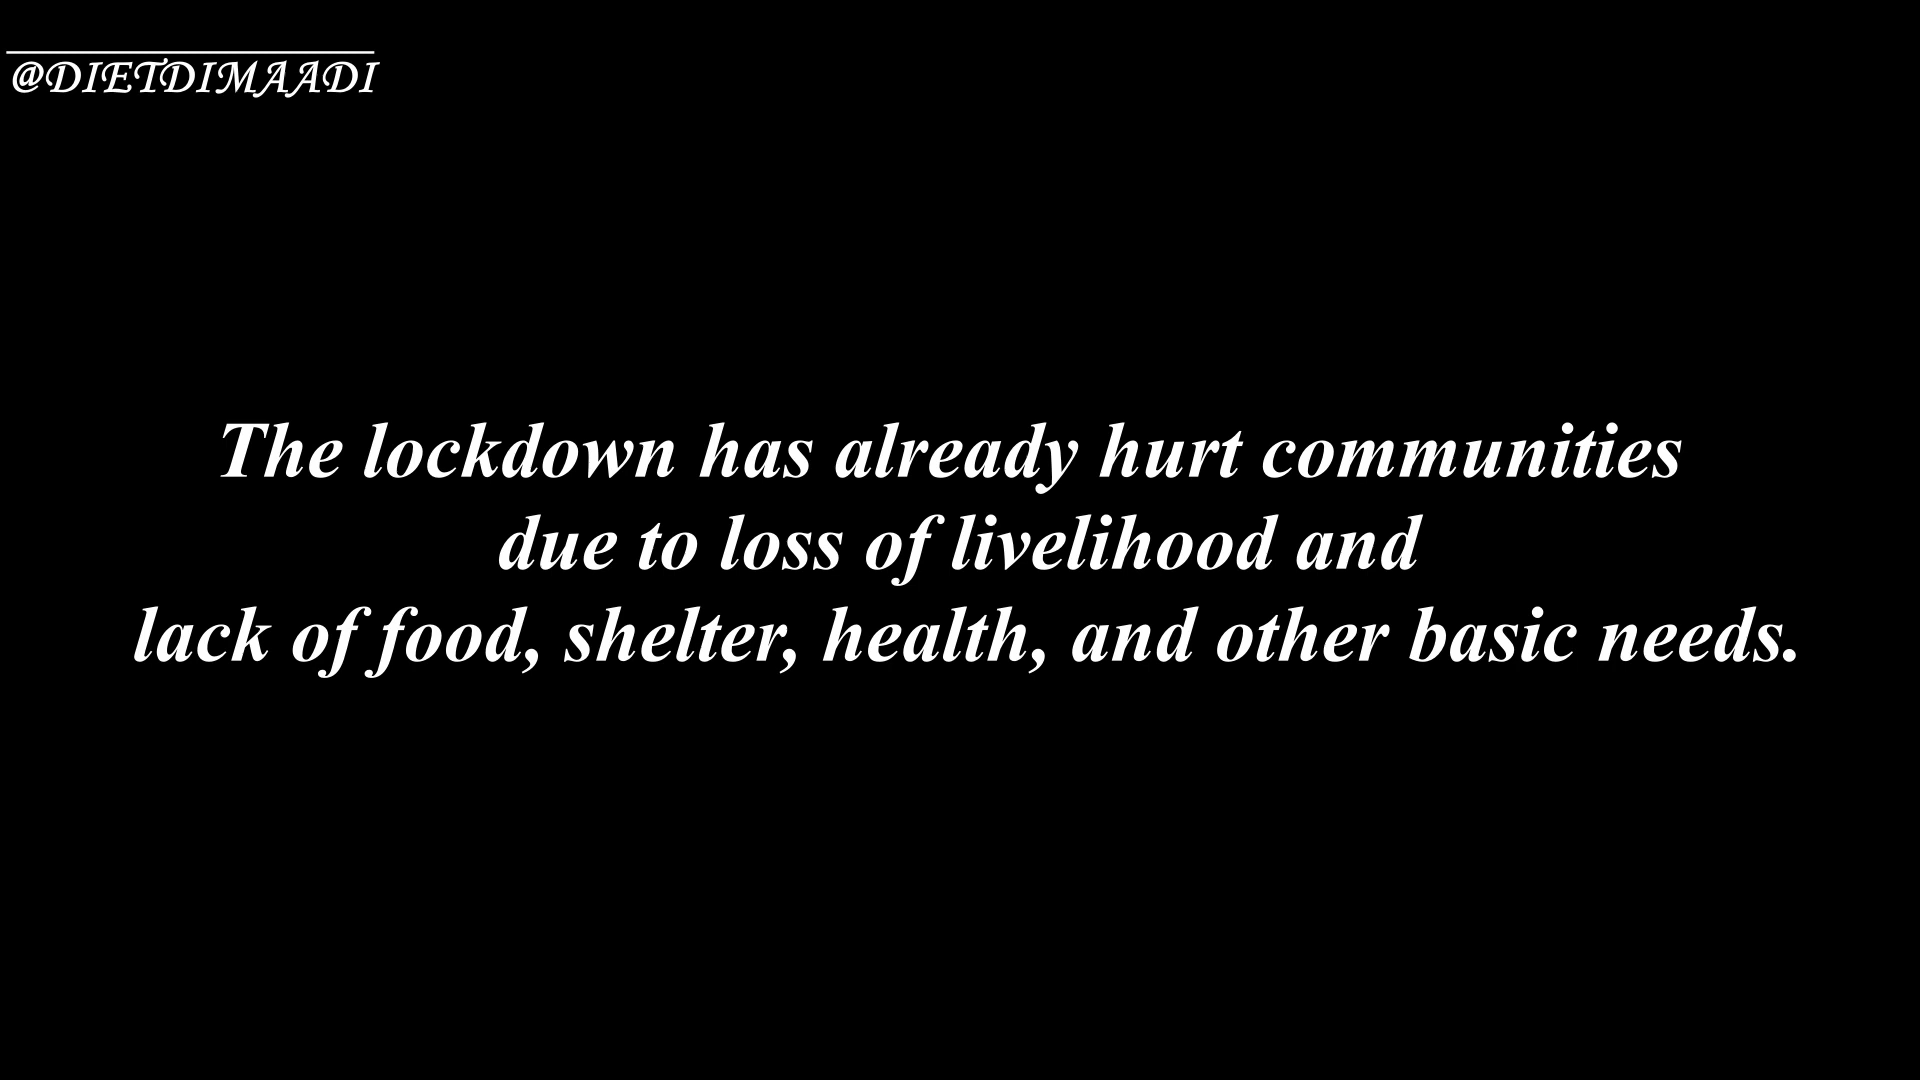 @DIETDIMAADI
The lockdown has already hurt communities
due to loss of livelihood and
lack of food, shelter, health, and other basic needs.